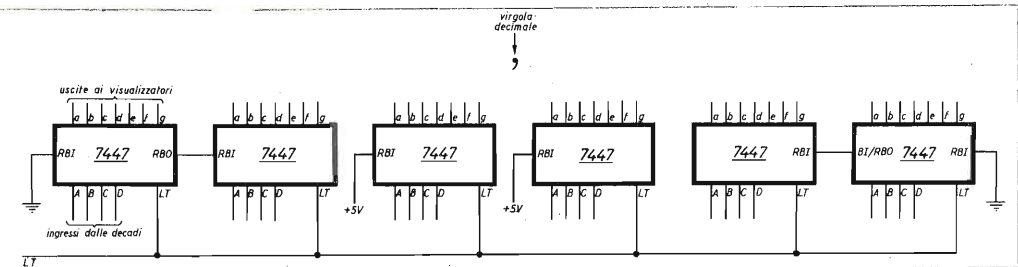 virgola
decimale
,
uscite ai visualizzatori
a b c d e f g
a b c d e f g
a b c d e f g
a b c d e f g
a b c d e f g
a b c d e f g
RBI 7447 RBO
RBI 7447
RBI 7447
RBI 7447
7447 RBI
BI/RBO 7447 RBI
A B C D LT
A B C D LT
A B C D LT
A B C D LT
A B C D LT
A B C D LT
+5V
+5V
ingressi dalle decadi
LT